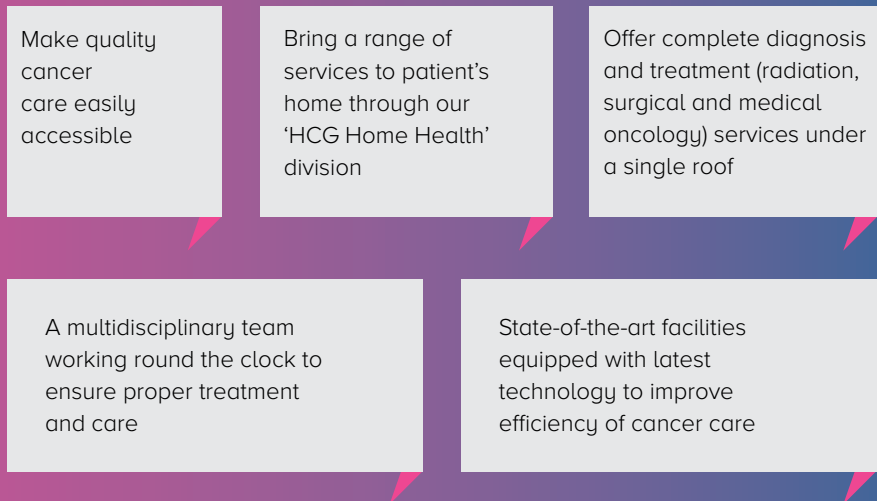 Make quality
cancer
care easily
accessible
Bring a range of
services to patient’s
home through our
‘HCG Home Health’
division
Offer complete diagnosis
and treatment (radiation,
surgical and medical
oncology) services under
a single roof
A multidisciplinary team
working round the clock to
ensure proper treatment
and care
State-of-the-art facilities
equipped with latest
technology to improve
efficiency of cancer care